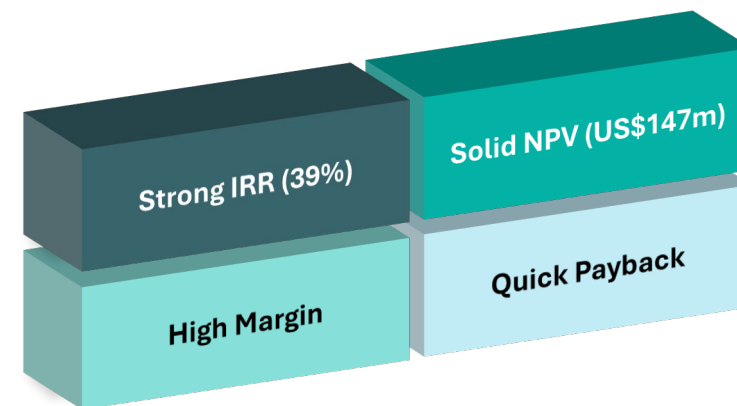 Strong IRR (39%)
Solid NPV (US$147m)
High Margin
Quick Payback